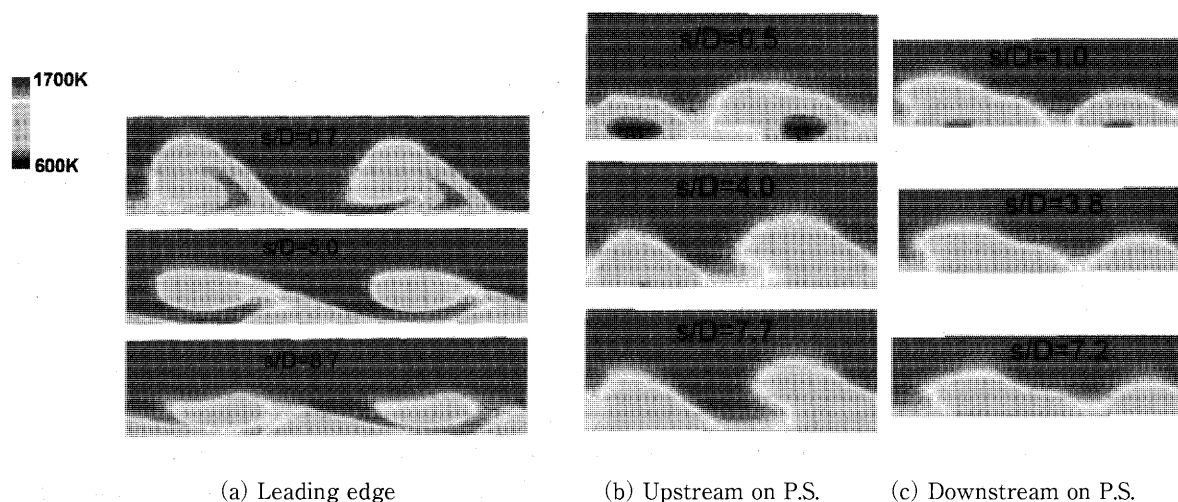 1700K
600K
s/D=0.7
s/D=5.0
s/D=8.7
s/D=0.5
s/D=4.0
s/D=7.7
s/D=1.0
s/D=3.8
s/D=7.2
(a) Leading edge
(b) Upstream on P.S.
(c) Downstream on P.S.